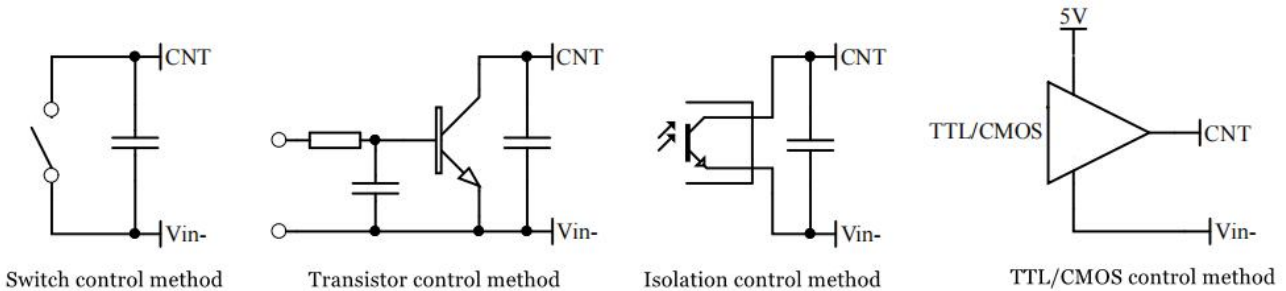 5V
CNT
CNT
CNT
TTL/CMOS
CNT
Vin-
Vin-
Vin-
Vin-
Switch control method
Transistor control method
Isolation control method
TTL/CMOS control method